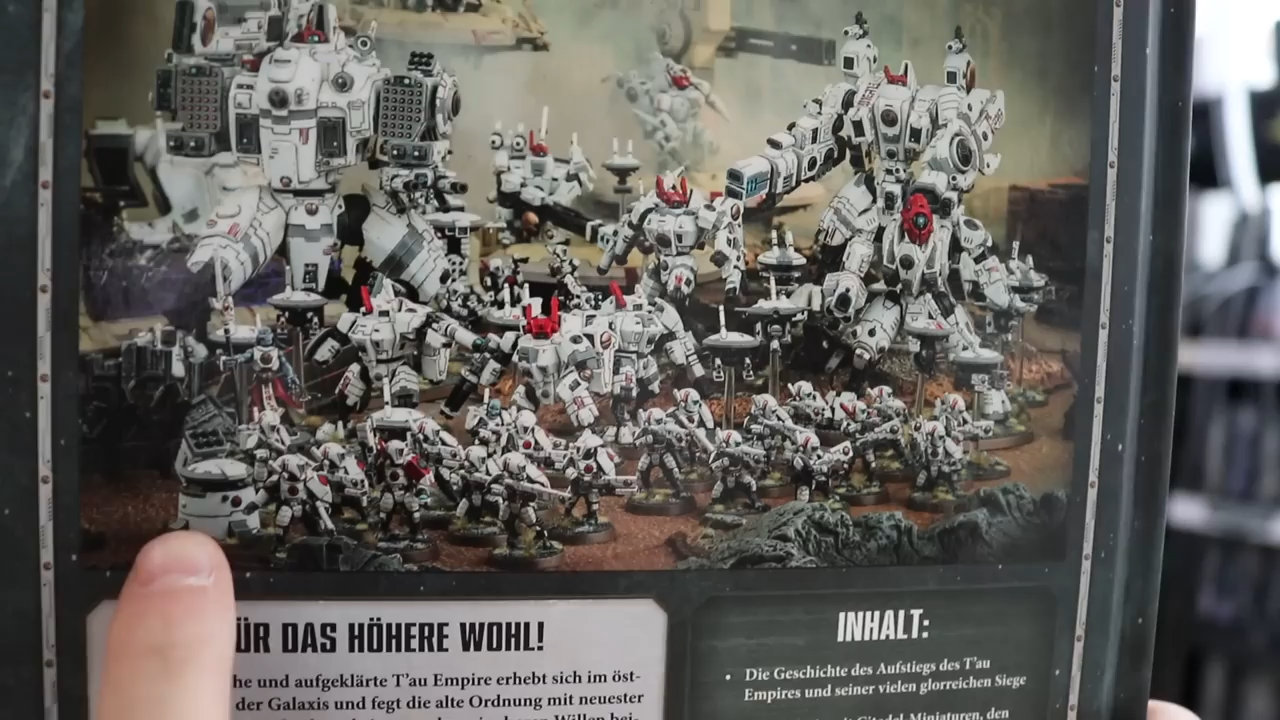 ÜR DAS HÖHERE WOHL!
he und aufgeklärte T'au Empire erhebt sich im öst-
der Galaxis und fegt die alte Ordnung mit neuester
INHALT:
• Die Geschichte des Aufstiegs des T'au
Empires und seiner vielen glorreichen Siege